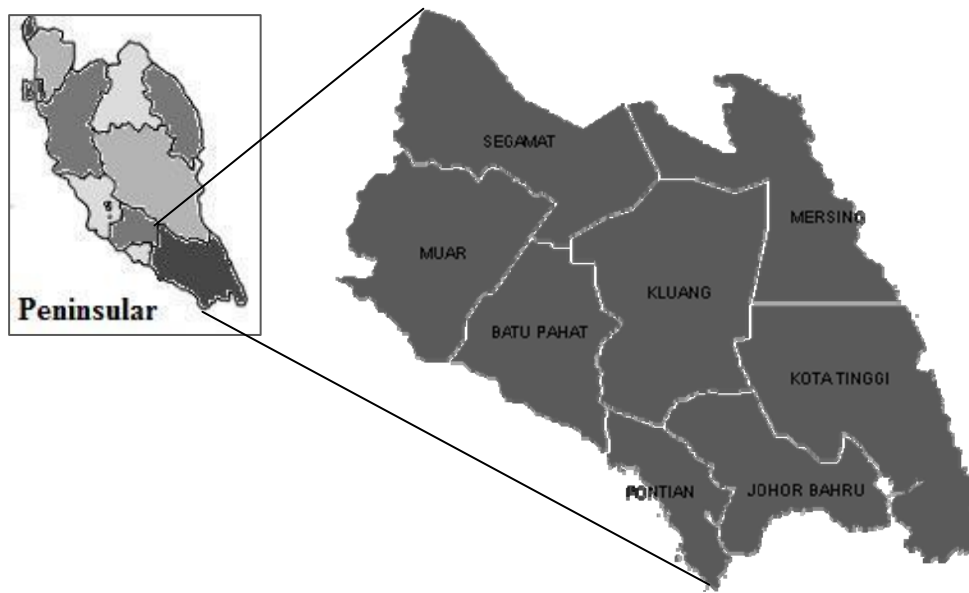 Peninsular
SEGAMAT
MERSING
MUAR
KLUANG
BATU PAHAT
KOTA TINGGI
PONTIAN
JOHOR BAHRU